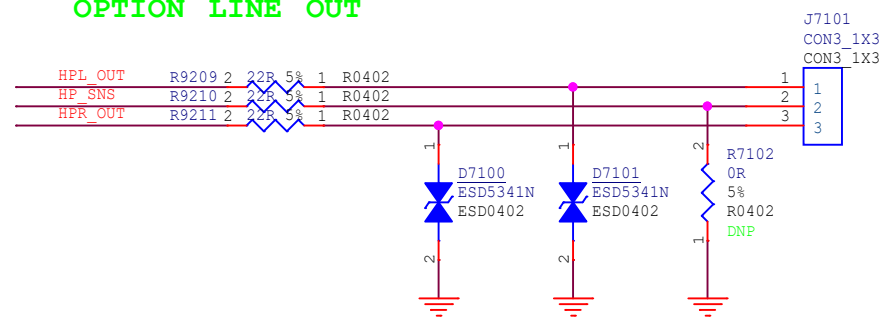 OPTION LINE OUT
J7101
CON3_1X3
CON3_1X3
HPL_OUT R9209 2 22R 5% 1 R0402 1 1
HP_SNS R9210 2 22R 5% 1 R0402 2 2
HPR_OUT R9211 2 22R 5% 1 R0402 3 3
1 1 2
D7100
ESD5341N
ESD0402
D7101
ESD5341N
ESD0402
R7102
0R
5%
R0402
DNP
2 2 1